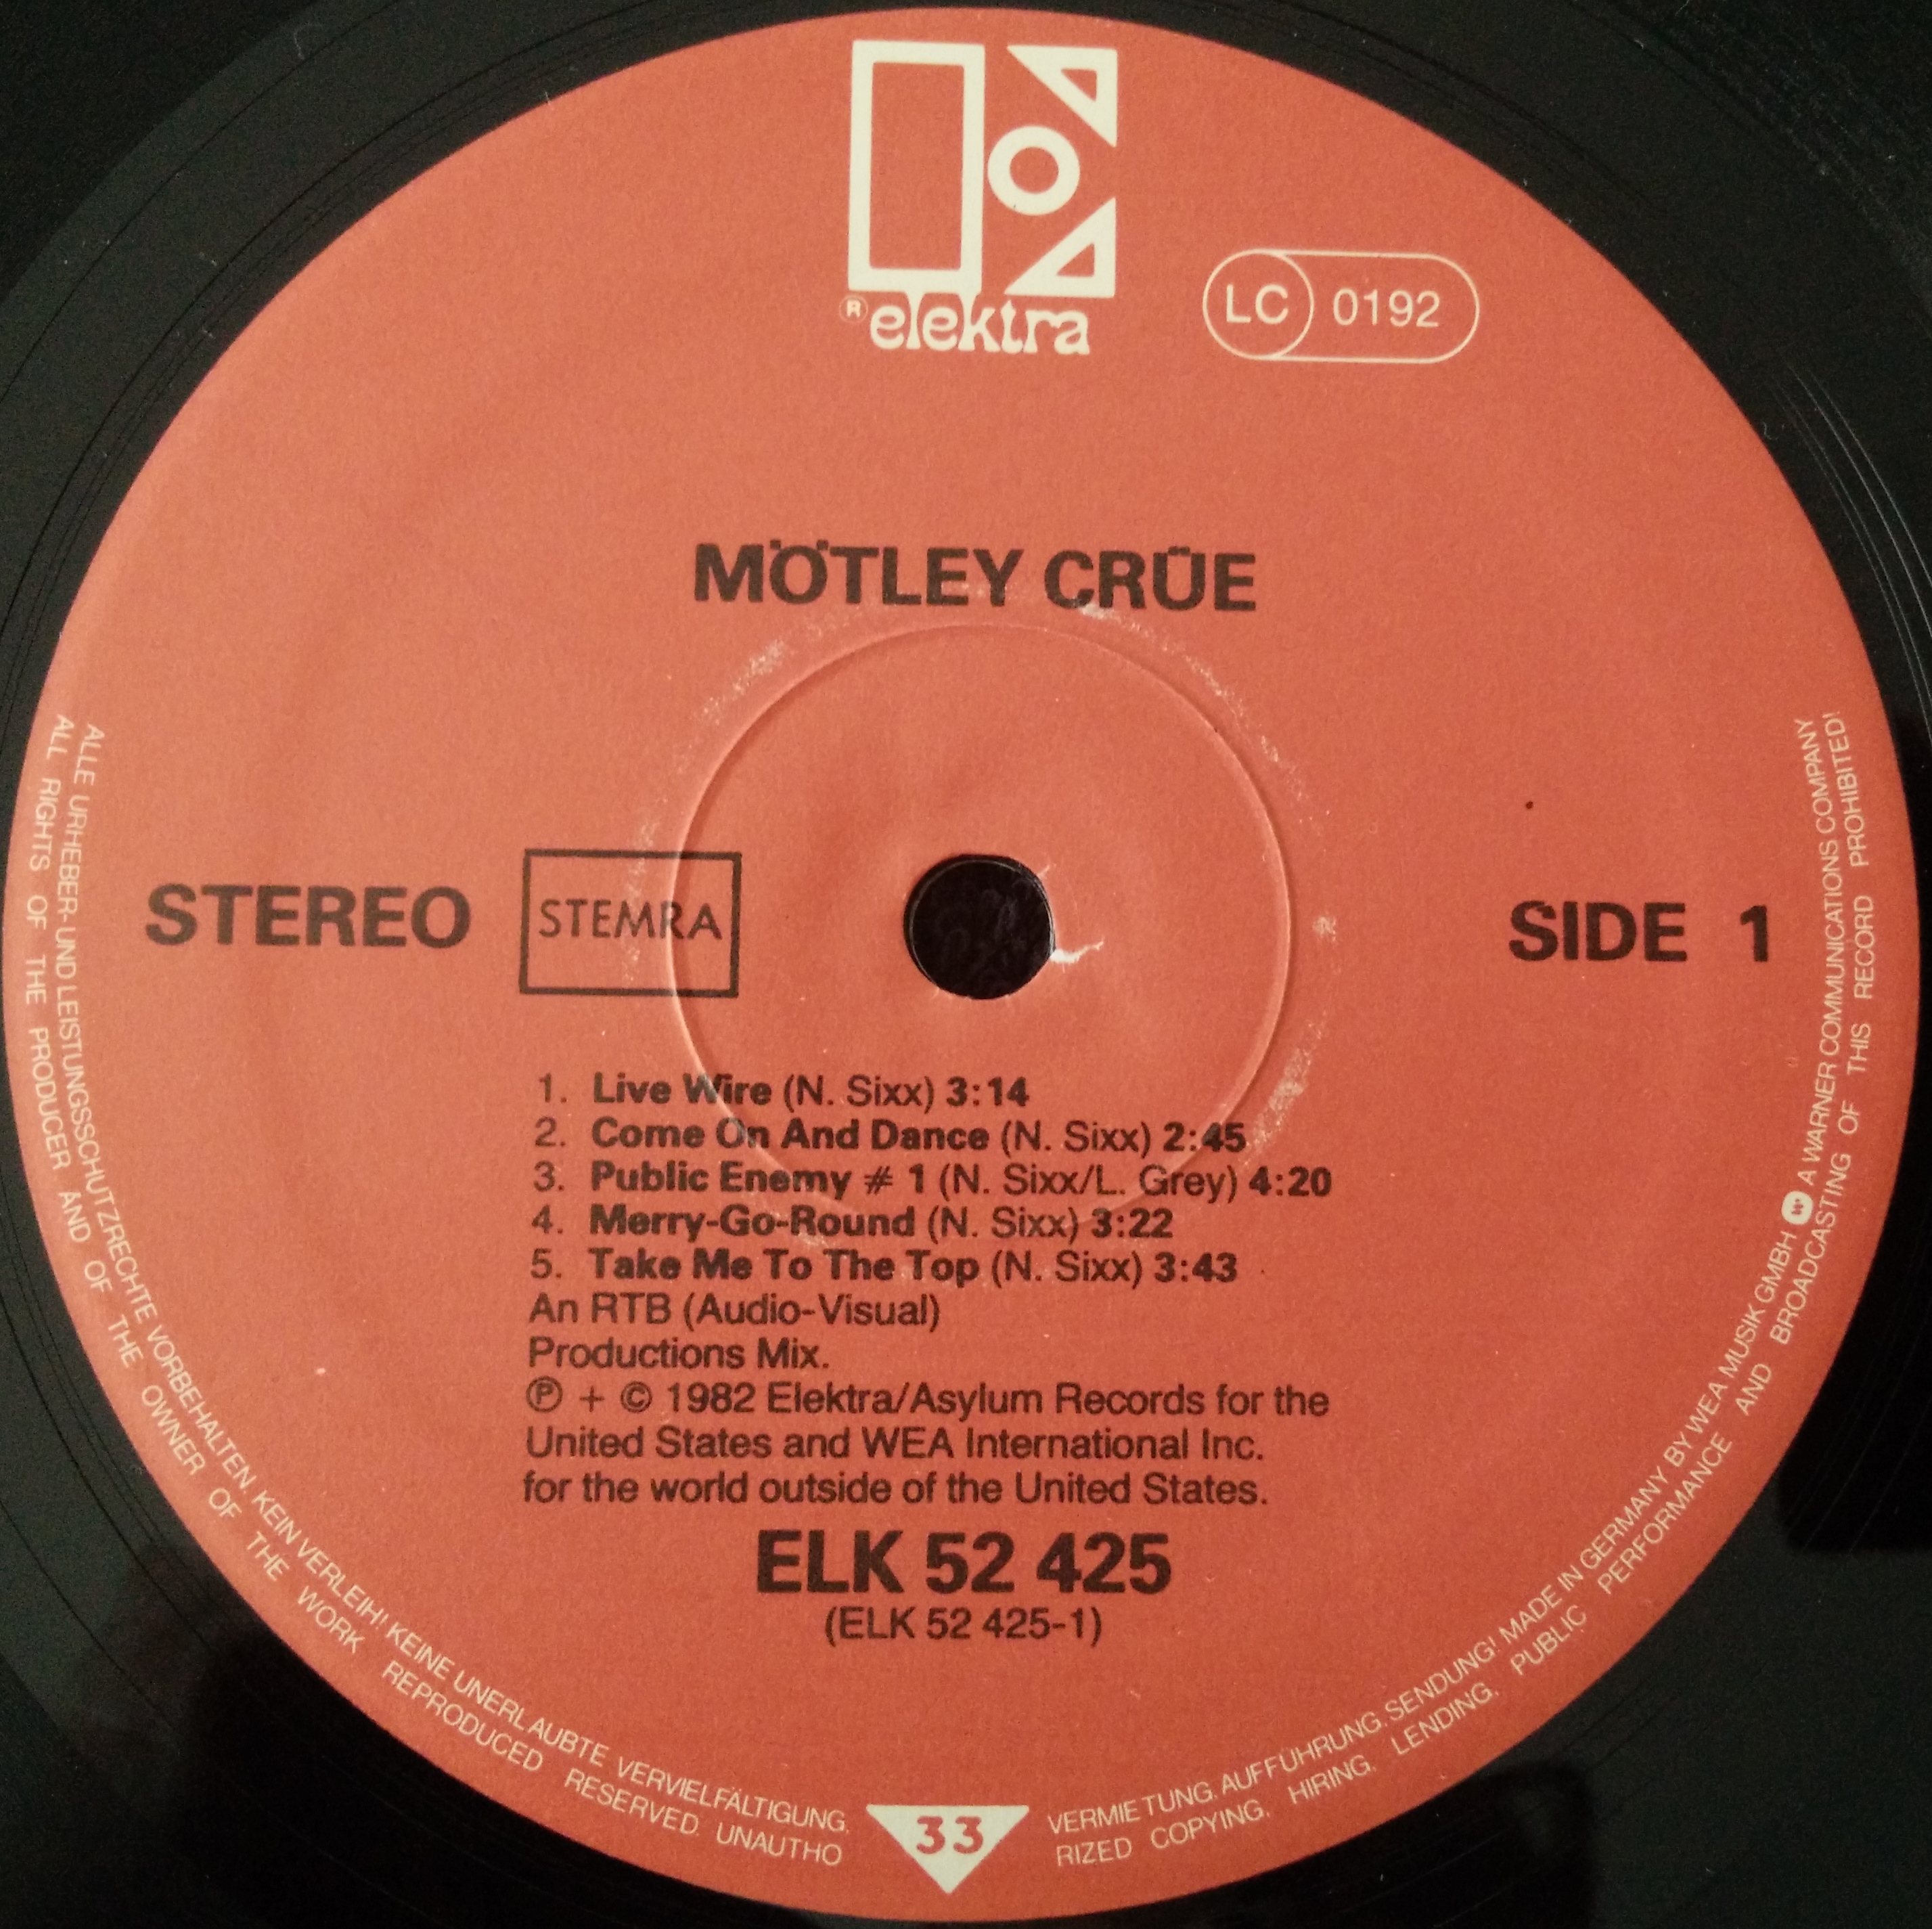 ® elektra
LC 0192
MÖTLEY CRÜE
STEREO STEMRA SIDE 1
1. Live Wire (N. Sixx) 3:14
2. Come On And Dance (N. Sixx) 2:45
3. Public Enemy # 1 (N. Sixx/L. Grey) 4:20
4. Merry-Go-Round (N. Sixx) 3:22
5. Take Me To The Top (N. Sixx) 3:43
An RTB (Audio-Visual)
Productions Mix.
℗ + © 1982 Elektra/Asylum Records for the
United States and WEA International Inc.
for the world outside of the United States.
ELK 52 425
(ELK 52 425-1)
33
ALLE URHEBER- UND LEISTUNGSSCHUTZRECHTE VORBEHALTEN. KEIN VERLEIH! KEINE UNERLAUBTE VERVIELFÄLTIGUNG, VERMIETUNG, AUFFÜHRUNG, SENDUNG! MADE IN GERMANY BY WEA MUSIK GMBH W A WARNER COMMUNICATIONS COMPANY
ALL RIGHTS OF THE PRODUCER AND OF THE OWNER OF THE WORK REPRODUCED RESERVED. UNAUTHORIZED COPYING, HIRING, LENDING, PUBLIC PERFORMANCE AND BROADCASTING OF THIS RECORD PROHIBITED!